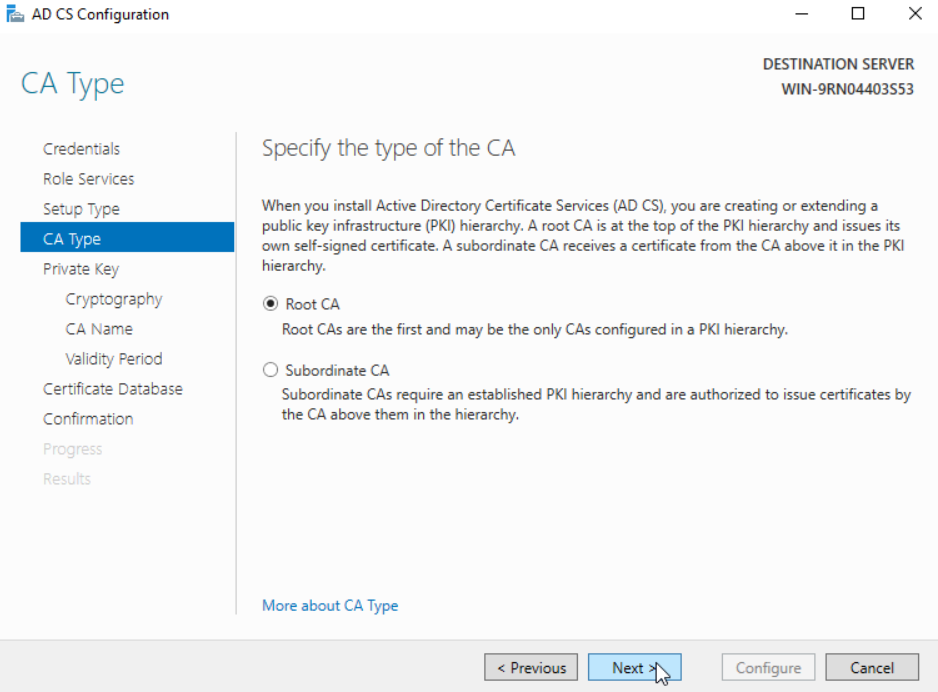 AD CS Configuration
CA Type
DESTINATION SERVER
WIN-9RN04403S53
Credentials
Role Services
Setup Type
CA Type
Private Key
Cryptography
CA Name
Validity Period
Certificate Database
Confirmation
Progress
Results
Specify the type of the CA
When you install Active Directory Certificate Services (AD CS), you are creating or extending a
public key infrastructure (PKI) hierarchy. A root CA is at the top of the PKI hierarchy and issues its
own self-signed certificate. A subordinate CA receives a certificate from the CA above it in the PKI
hierarchy.
Root CA
Root CAs are the first and may be the only CAs configured in a PKI hierarchy.
Subordinate CA
Subordinate CAs require an established PKI hierarchy and are authorized to issue certificates by
the CA above them in the hierarchy.
More about CA Type
< Previous
Next >
Configure
Cancel